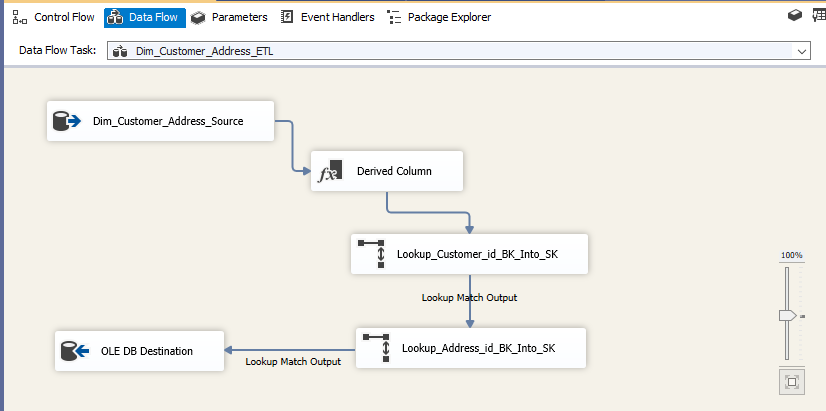 Control Flow
Data Flow
Parameters
Event Handlers
Package Explorer
Data Flow Task:
Dim_Customer_Address_ETL
Dim_Customer_Address_Source
fx
Derived Column
Lookup_Customer_id_BK_Into_SK
100%
Lookup Match Output
Lookup_Address_id_BK_Into_SK
OLE DB Destination
Lookup Match Output